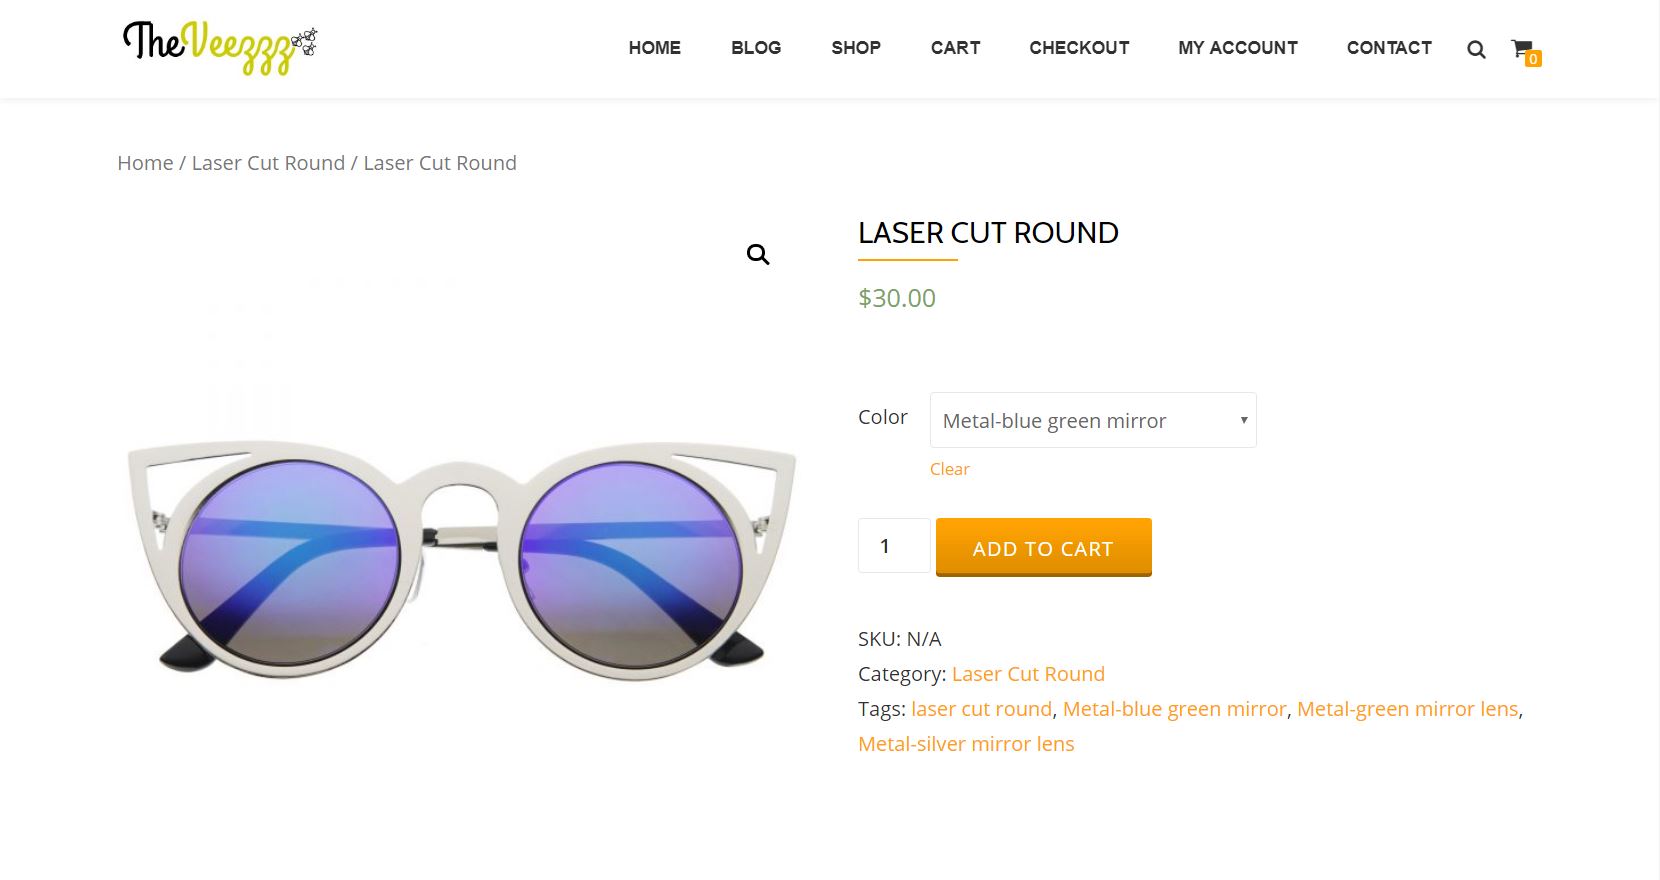 TheVeezzz
HOME BLOG SHOP CART CHECKOUT MY ACCOUNT CONTACT 0
Home / Laser Cut Round / Laser Cut Round
LASER CUT ROUND
$30.00
Color Metal-blue green mirror
Clear
1 ADD TO CART
SKU: N/A
Category: Laser Cut Round
Tags: laser cut round, Metal-blue green mirror, Metal-green mirror lens,
Metal-silver mirror lens